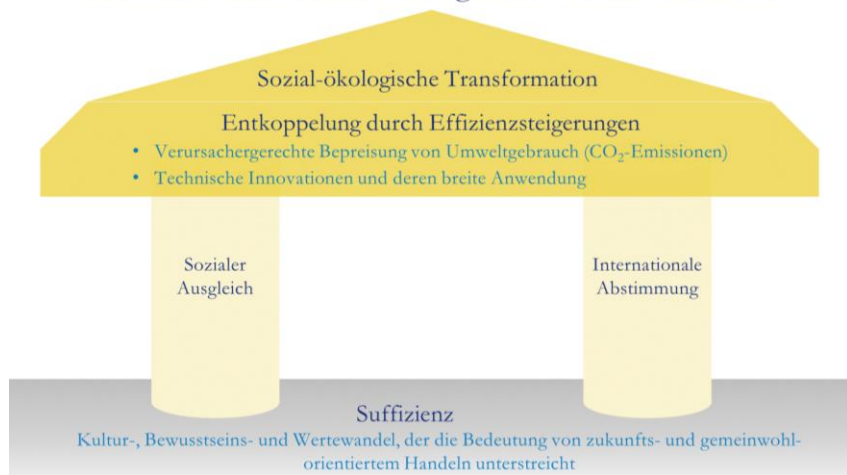 Sozial-ökologische Transformation
Entkoppelung durch Effizienzsteigerungen
• Verursachergerechte Bepreisung von Umweltgebrauch (CO₂-Emissionen)
• Technische Innovationen und deren breite Anwendung
Sozialer
Ausgleich
Internationale
Abstimmung
Suffizienz
Kultur-, Bewusstseins- und Wertewandel, der die Bedeutung von zukunfts- und gemeinwohl-
orientiertem Handeln unterstreicht